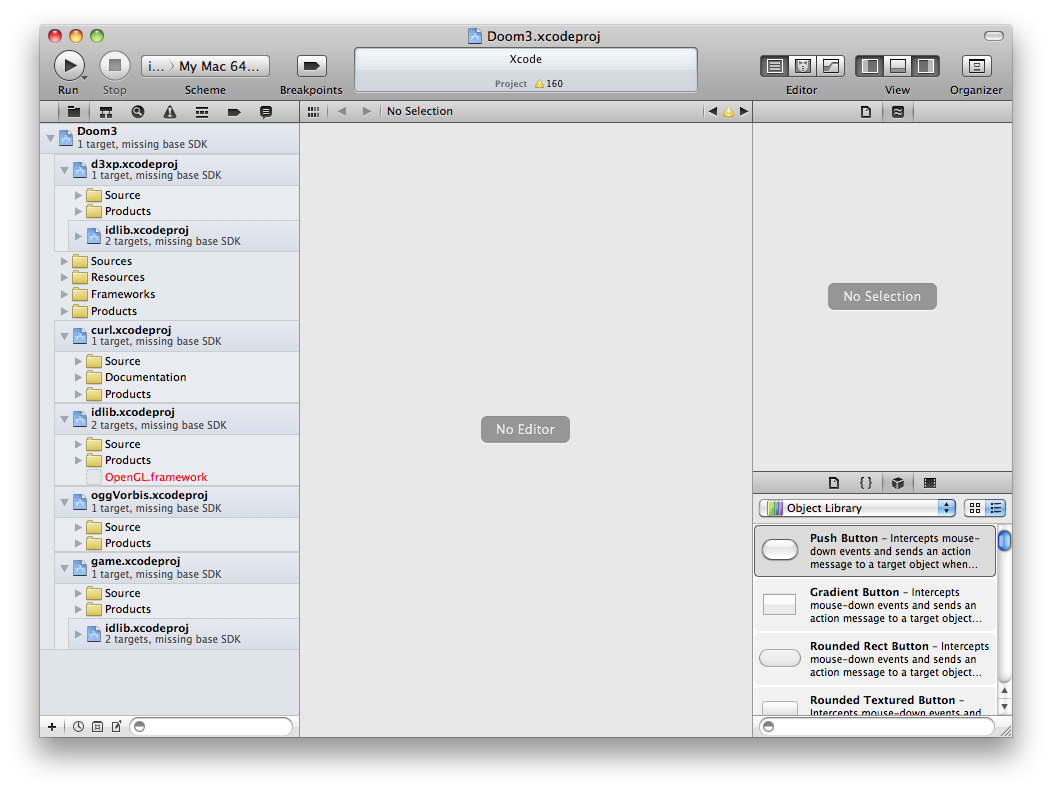 Doom3.xcodeproj
i... 〉 My Mac 64...
Xcode
Project 160
Run
Stop
Scheme
Breakpoints
Editor
View
Organizer
No Selection
Doom3
1 target, missing base SDK
d3xp.xcodeproj
1 target, missing base SDK
Source
Products
idlib.xcodeproj
2 targets, missing base SDK
Sources
Resources
Frameworks
Products
curl.xcodeproj
1 target, missing base SDK
Source
Documentation
Products
idlib.xcodeproj
2 targets, missing base SDK
Source
Products
OpenGL.framework
oggVorbis.xcodeproj
1 target, missing base SDK
Source
Products
game.xcodeproj
1 target, missing base SDK
Source
Products
idlib.xcodeproj
2 targets, missing base SDK
No Editor
No Selection
{ }
Object Library
Push Button – Intercepts mouse-
down events and sends an action
message to a target object when...
Gradient Button – Intercepts
mouse-down events and sends an
action message to a target object...
Rounded Rect Button – Intercepts
mouse-down events and sends an
action message to a target object...
Rounded Textured Button –
Intercepts mouse-down events and